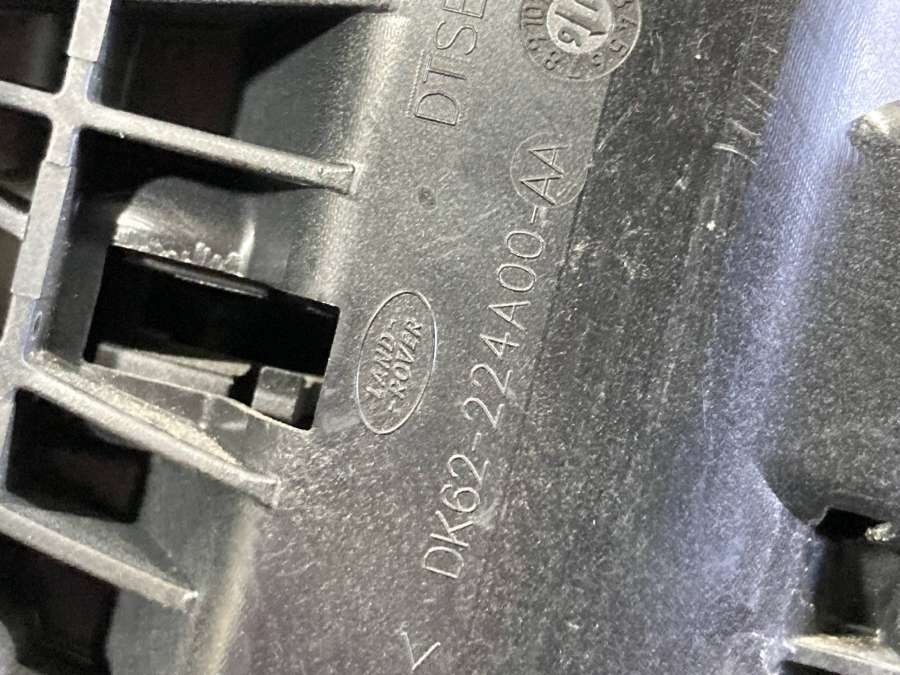 DTSE
LAND-
-ROVER
DK62-224A00-AA